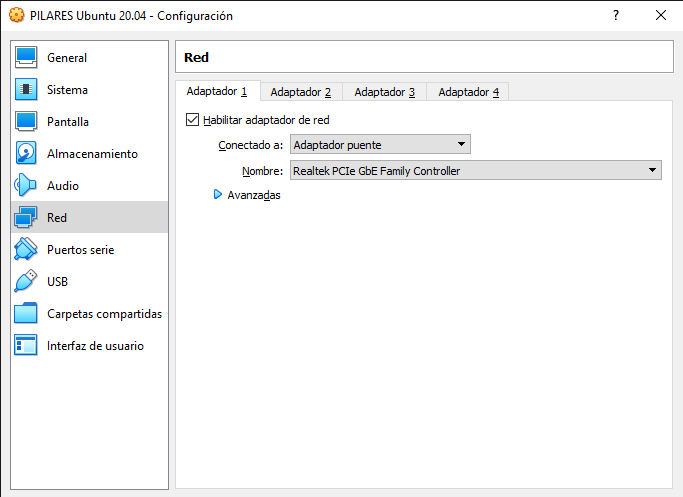 PILARES Ubuntu 20.04 - Configuración ?
General
Sistema
Pantalla
Almacenamiento
Audio
Red
Puertos serie
USB
Carpetas compartidas
Interfaz de usuario
Red
Adaptador 1 Adaptador 2 Adaptador 3 Adaptador 4
Habilitar adaptador de red
Conectado a: Adaptador puente
Nombre: Realtek PCIe GbE Family Controller
Avanzadas